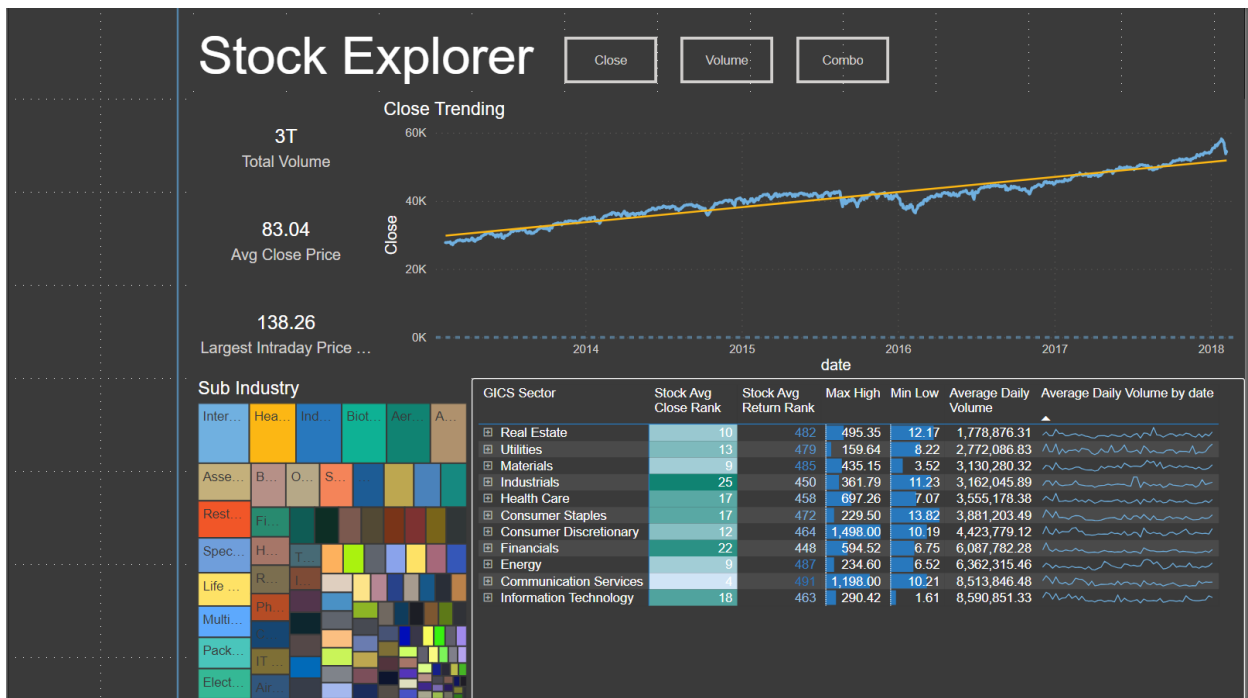 Stock Explorer
Close
Volume
Combo
3T
Total Volume
83.04
Avg Close Price
138.26
Largest Intraday Price ...
Close Trending
60K
40K
20K
0K
Close
2014
2015
2016
2017
2018
date
Sub Industry
Inter... Hea... Ind... Biot... Aer... A...
Asse... B... O... S...
Rest... Fi...
Spec... H... T...
Life ... R... I...
Multi... Ph...
Pack... IT ...
Elect... Air...
GICS Sector Stock Avg Close Rank Stock Avg Return Rank Max High Min Low Average Daily Volume Average Daily Volume by date
Real Estate 10 482 495.35 12.17 1,778,876.31
Utilities 13 479 159.64 8.22 2,772,086.83
Materials 9 485 435.15 3.52 3,130,280.32
Industrials 25 450 361.79 11.23 3,162,045.89
Health Care 17 458 697.26 7.07 3,555,178.38
Consumer Staples 17 472 229.50 13.82 3,881,203.49
Consumer Discretionary 12 464 1,498.00 10.19 4,423,779.12
Financials 22 448 594.52 6.75 6,087,782.28
Energy 9 487 234.60 6.52 6,362,315.46
Communication Services 4 491 1,198.00 10.21 8,513,846.48
Information Technology 18 463 290.42 1.61 8,590,851.33